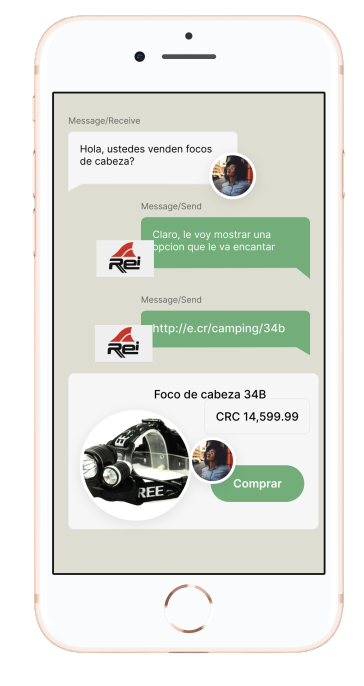 Message/Receive
Hola, ustedes venden focos
de cabeza?
Message/Send
Claro, le voy mostrar una
opcion que le va encantar
Rei
Message/Send
http://e.cr/camping/34b
Rei
Foco de cabeza 34B
CRC 14,599.99
REE
Comprar